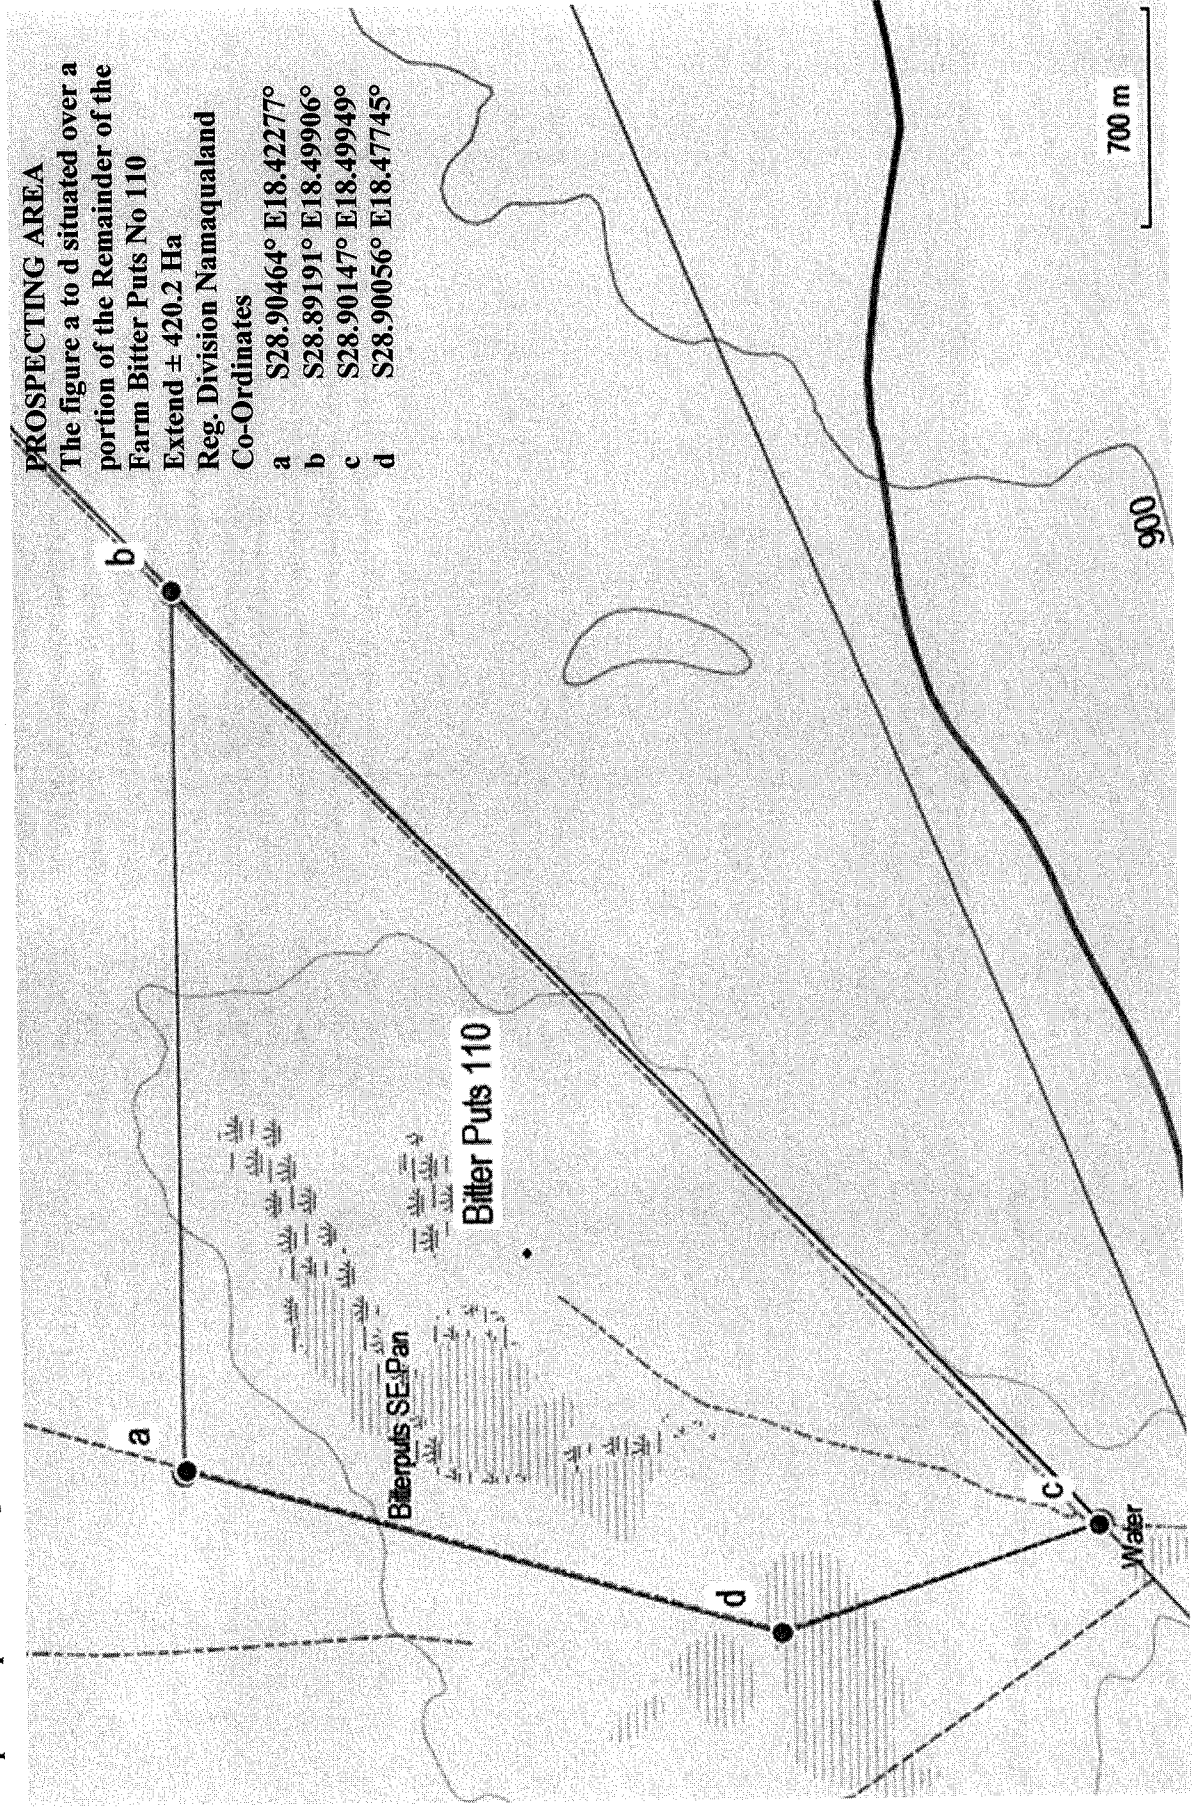 PROSPECTING AREA
The figure a to d situated over a
portion of the Remainder of the
Farm Bitter Puts No 110
Extend ± 420.2 Ha
Reg. Division Namaqualand
Co-Ordinates
a S28.90464° E18.42277°
b S28.89191° E18.49906°
c S28.90147° E18.49949°
d S28.90056° E18.47745°
b
a
Bitterputs SE Pan
Bitter Puts 110
d
c
Water
900
700 m